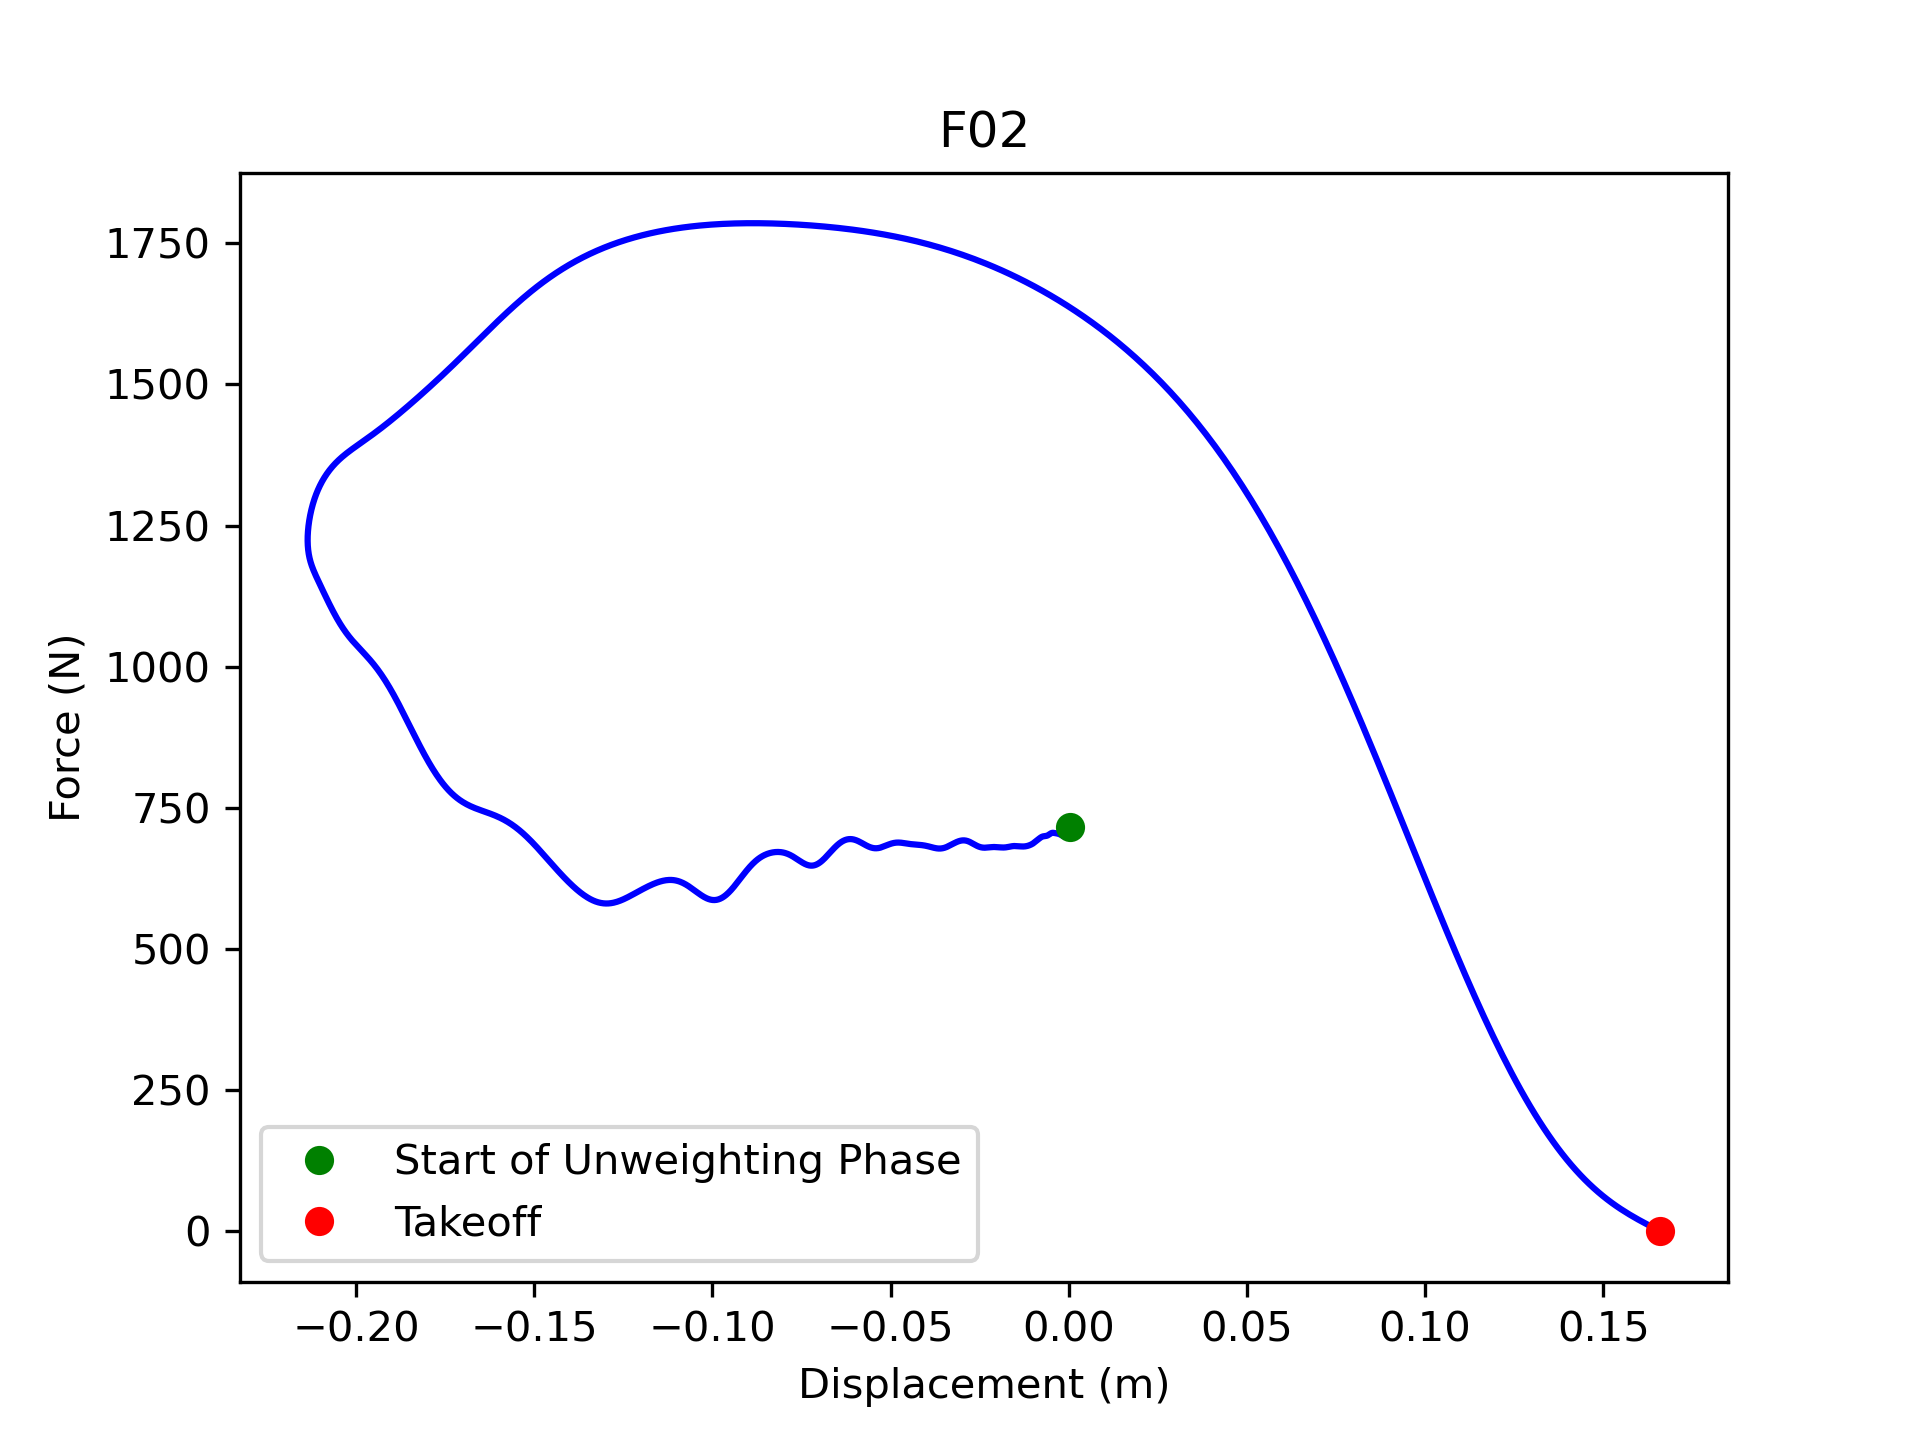 F02
1750
1500
1250
1000
750
500
250
0
Force (N)
Start of Unweighting Phase
Takeoff
−0.20 −0.15 −0.10 −0.05 0.00 0.05 0.10 0.15
Displacement (m)